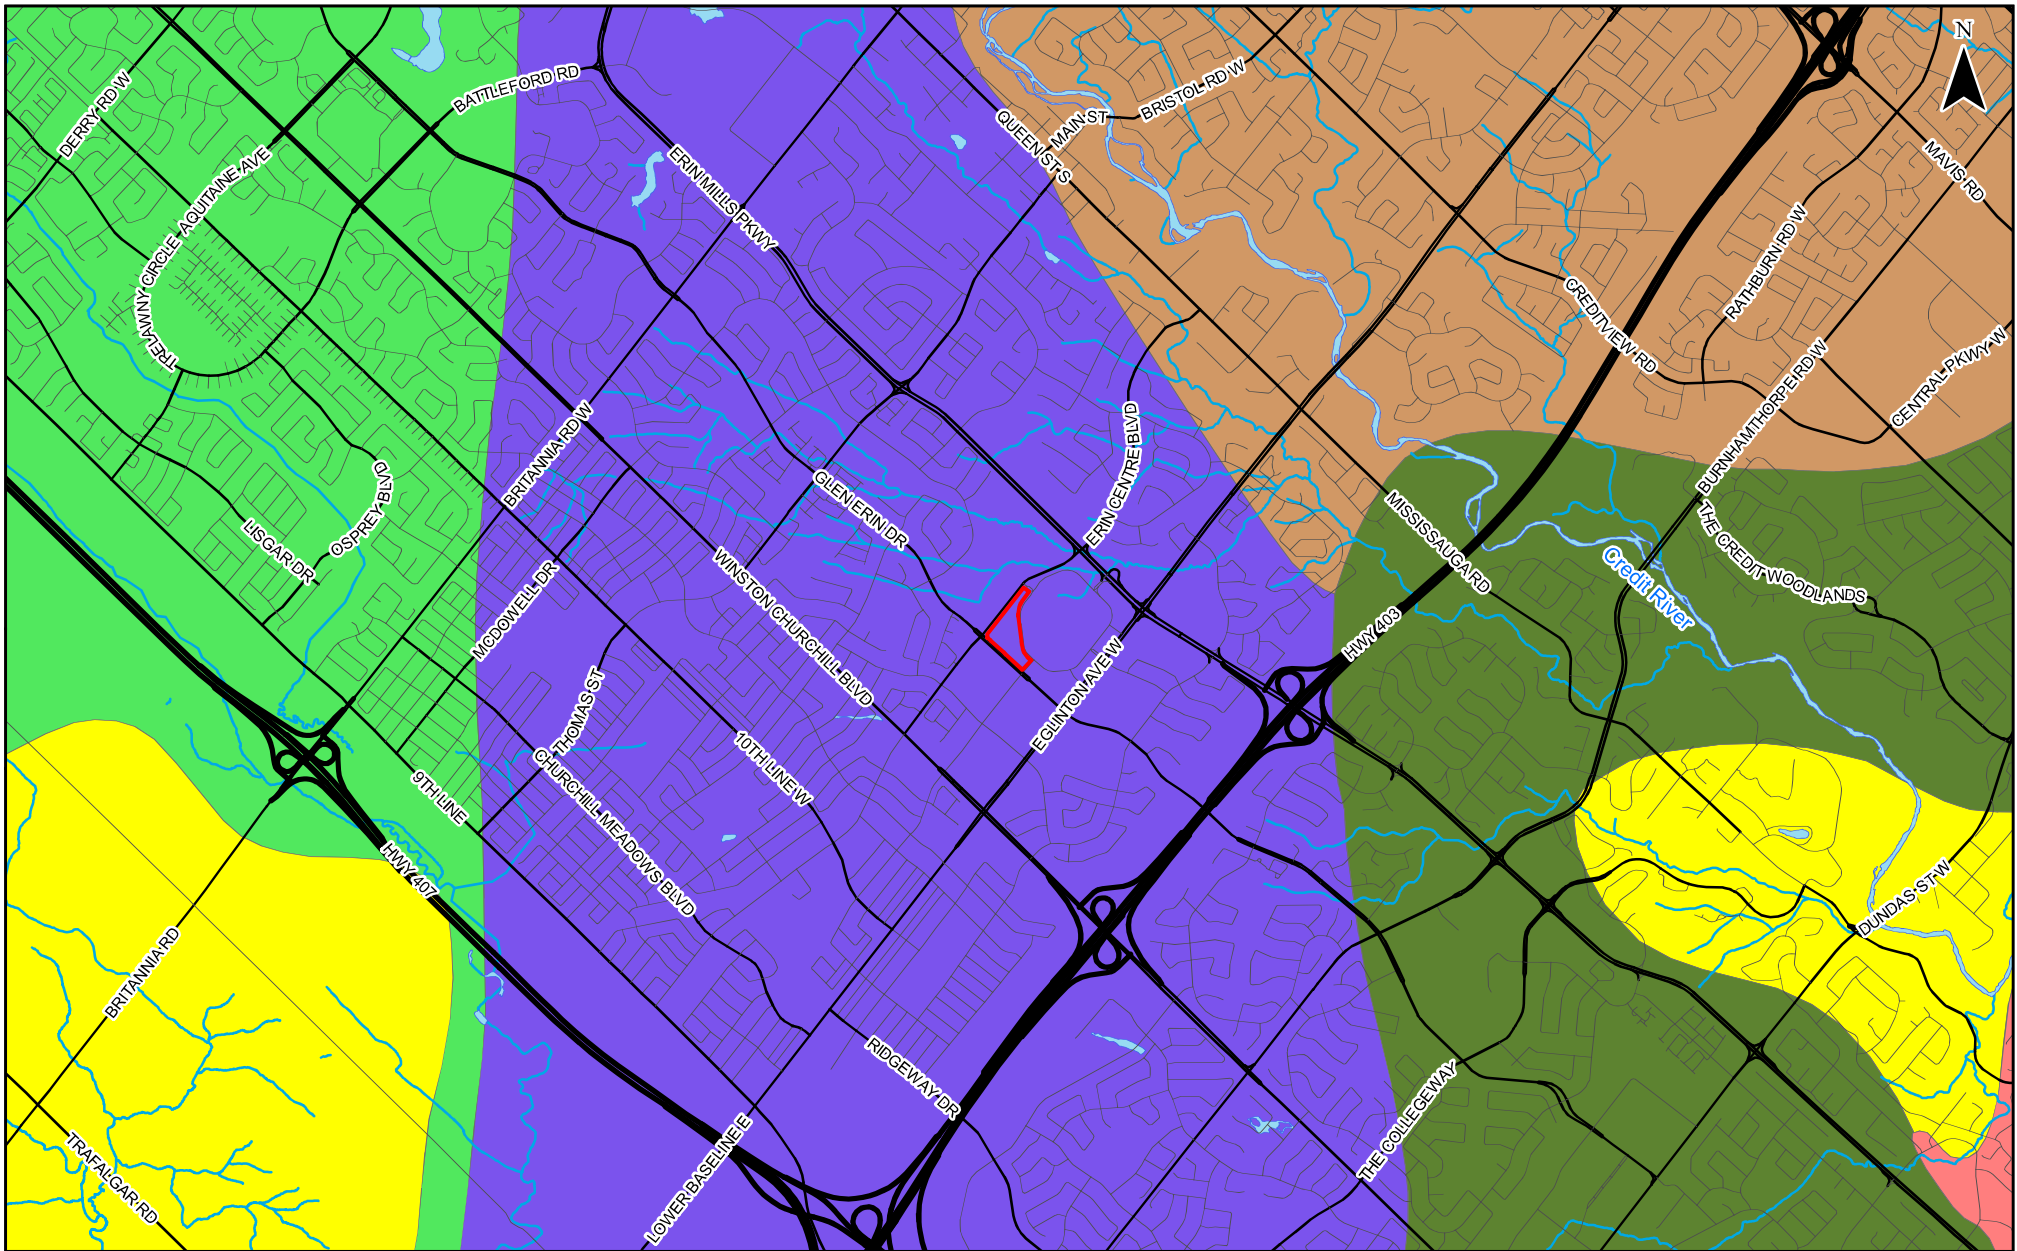 N
DERRY RD W
BATTLEFORD RD
BRISTOL RD W
MAIN ST
QUEEN ST S
MAVIS RD
TRELAWNY CIRCLE
AQUITAINE AVE
ERIN MILLS PKWY
RATHBURN RD W
CREDITVIEW RD
CENTRAL PKWY W
BURNHAMTHORPE RD W
BRITANNIA RD W
ERIN CENTRE BLVD
OSPREY BLVD
LISGAR DR
GLEN ERIN DR
MISSISSAUGA RD
THE CREDIT WOODLANDS
Credit River
MCDOWELL DR
WINSTON CHURCHILL BLVD
HWY 403
EGLINTON AVE W
THOMAS ST
10TH LINE W
9TH LINE
CHURCHILL MEADOWS BLVD
HWY 407
DUNDAS ST W
BRITANNIA RD
RIDGEWAY DR
THE COLLEGEWAY
LOWER BASELINE E
TRAFALGAR RD